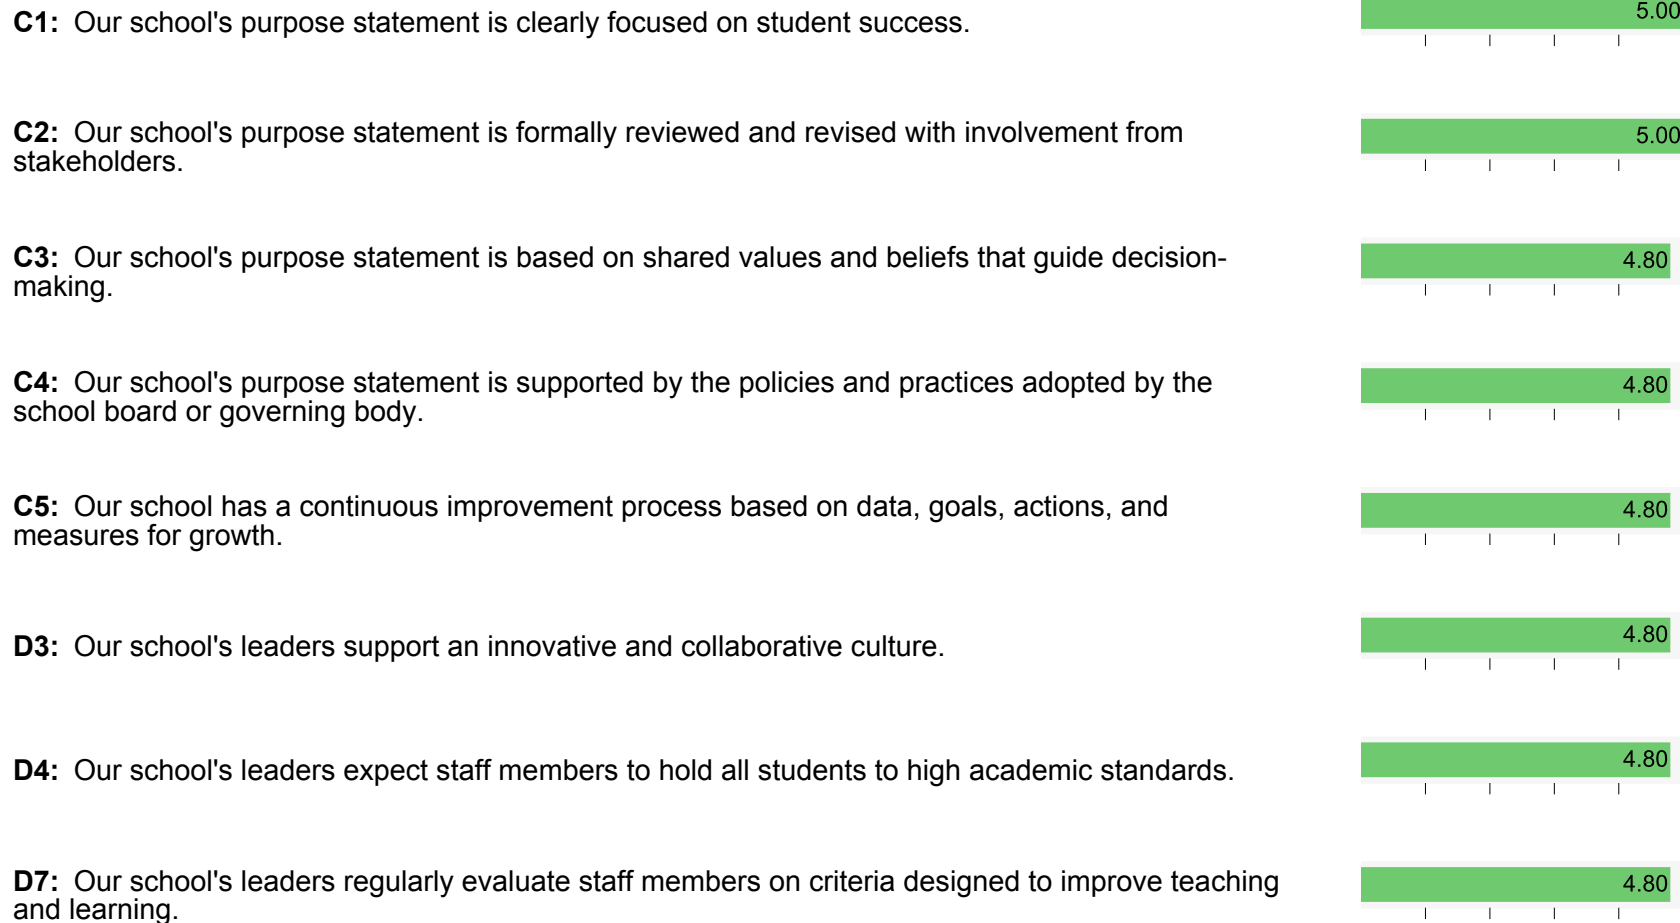 C1: Our school's purpose statement is clearly focused on student success.
5.00
C2: Our school's purpose statement is formally reviewed and revised with involvement from
stakeholders.
5.00
C3: Our school's purpose statement is based on shared values and beliefs that guide decision-
making.
4.80
C4: Our school's purpose statement is supported by the policies and practices adopted by the
school board or governing body.
4.80
C5: Our school has a continuous improvement process based on data, goals, actions, and
measures for growth.
4.80
D3: Our school's leaders support an innovative and collaborative culture.
4.80
D4: Our school's leaders expect staff members to hold all students to high academic standards.
4.80
D7: Our school's leaders regularly evaluate staff members on criteria designed to improve teaching
and learning.
4.80